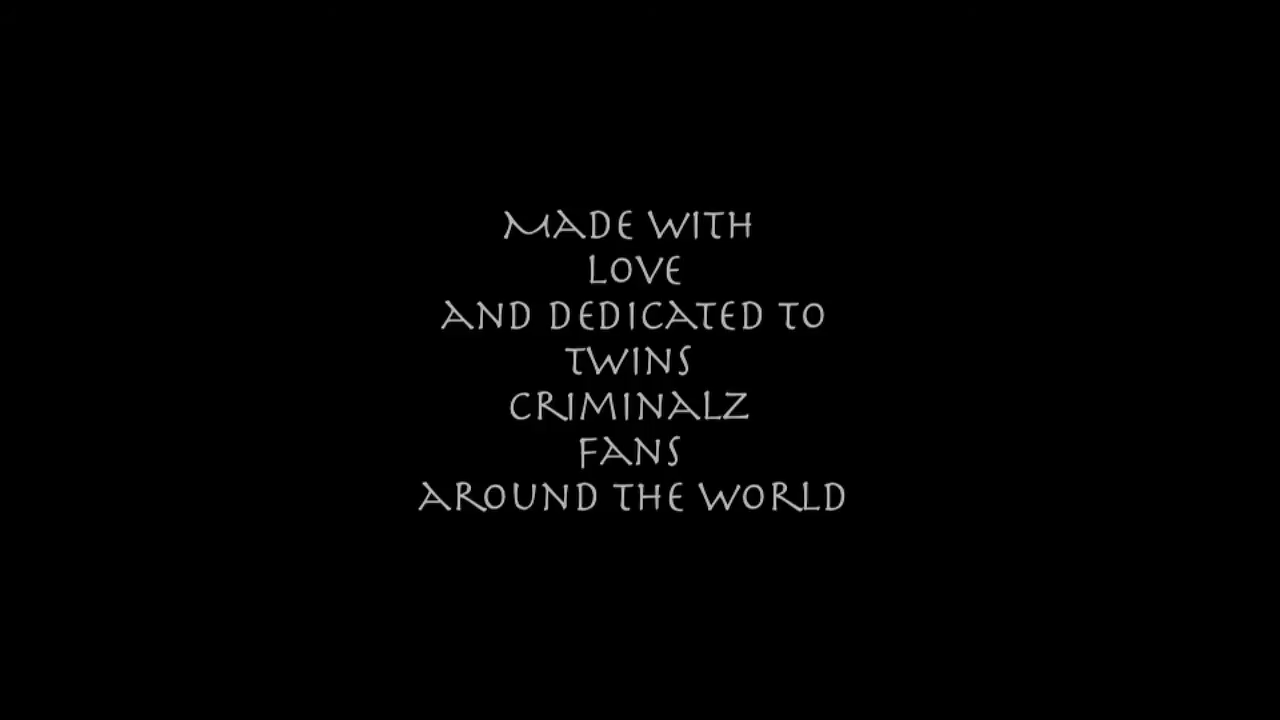 Made with
love
and dedicated to
Twins
Criminalz
fans
around the world